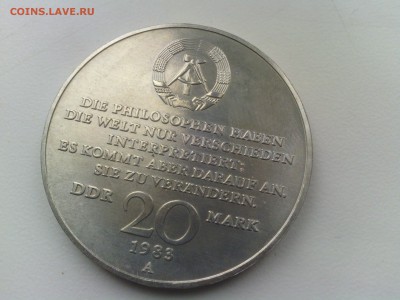 COINS.LAVE.RU
DIE PHILOSOPHEN HABEN
DIE WELT NUR VERSCHIEDEN
INTERPRETIERT;
ES KOMMT ABER DARAUF AN,
SIE ZU VERÄNDERN.
DDR 20 MARK
1983
A